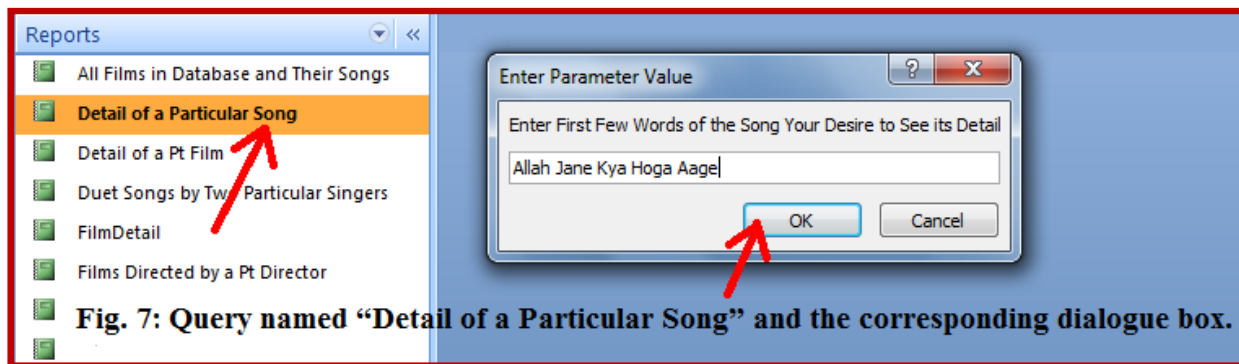 Reports
All Films in Database and Their Songs
Detail of a Particular Song
Detail of a Pt Film
Duet Songs by Two Particular Singers
FilmDetail
Films Directed by a Pt Director
Enter Parameter Value
Enter First Few Words of the Song Your Desire to See its Detail
Allah Jane Kya Hoga Aage
OK Cancel
Fig. 7: Query named “Detail of a Particular Song” and the corresponding dialogue box.